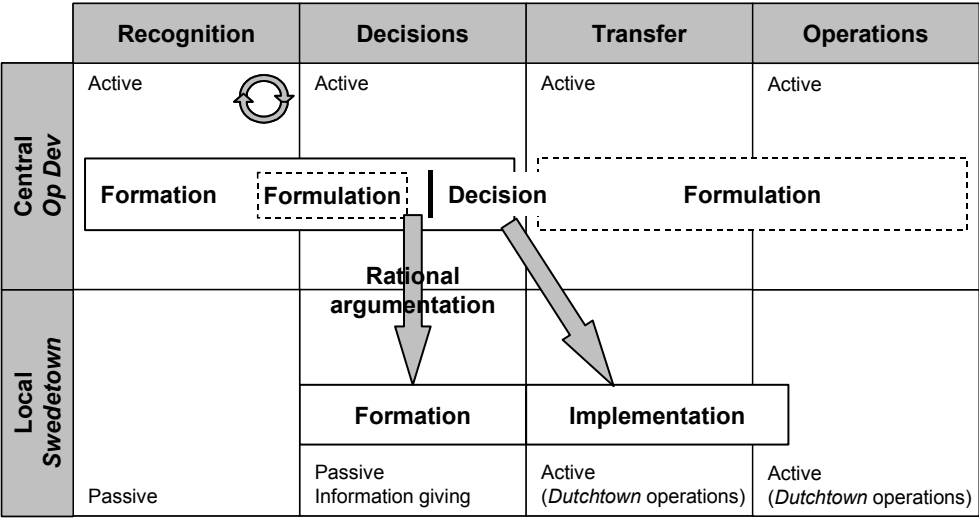 Recognition
Decisions
Transfer
Operations
Central
Op Dev
Active
Active
Active
Active
Formation
Formulation
Decision
Formulation
Rational
argumentation
Local
Swedetown
Formation
Implementation
Passive
Passive
Information giving
Active
(Dutchtown operations)
Active
(Dutchtown operations)